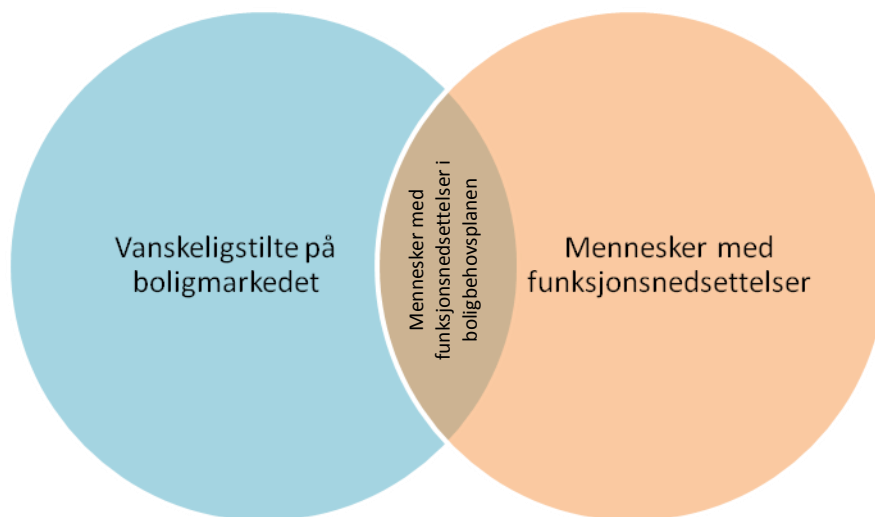 Vanskeligstilte på
boligmarkedet
Mennesker med
funksjonsnedsettelser i
boligbehovsplanen
Mennesker med
funksjonsnedsettelser